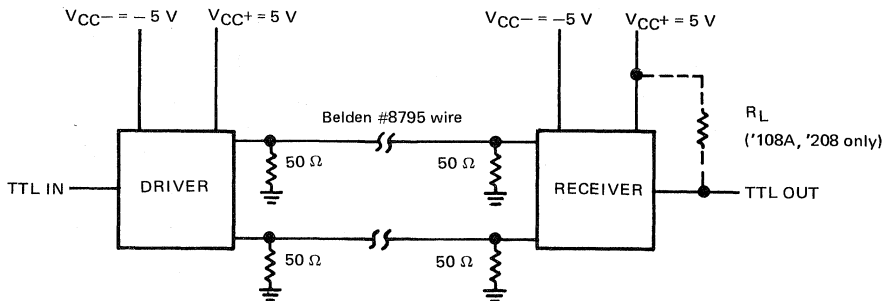 VCC− = − 5 V
VCC+ = 5 V
VCC− = −5 V
VCC+ = 5 V
Belden #8795 wire
RL
('108A, '208 only)
50 Ω
50 Ω
TTL IN
DRIVER
RECEIVER
TTL OUT
50 Ω
50 Ω